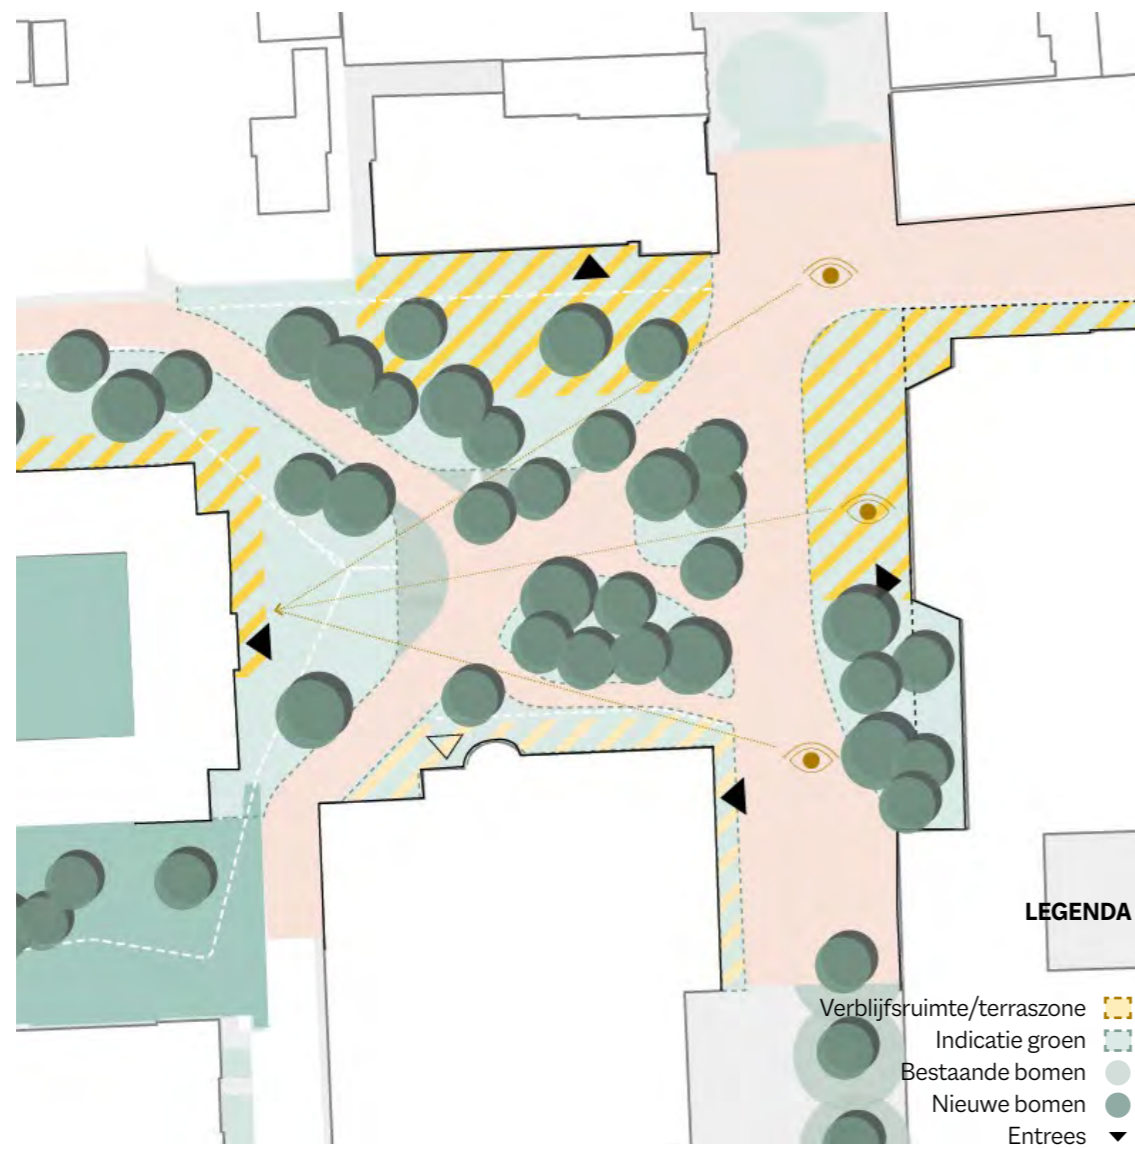 LEGENDA
Verblijfsruimte/terraszone
Indicatie groen
Bestaande bomen
Nieuwe bomen
Entrees